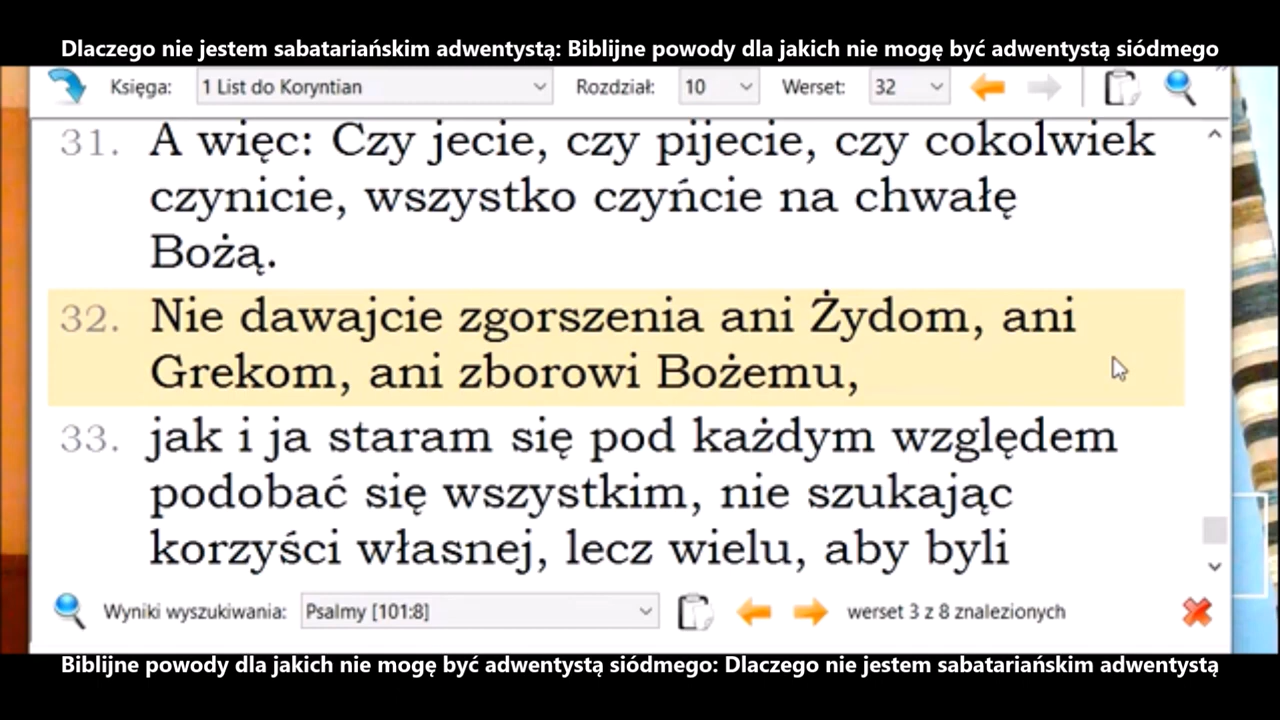 Dlaczego nie jestem sabatariańskim adwentystą: Biblijne powody dla jakich nie mogę być adwentystą siódmego
Księga: 1 List do Koryntian Rozdział: 10 Werset: 32
31. A więc: Czy jecie, czy pijecie, czy cokolwiek
czynicie, wszystko czyńcie na chwałę
Bożą.
32. Nie dawajcie zgorszenia ani Żydom, ani
Grekom, ani zborowi Bożemu,
33. jak i ja staram się pod każdym względem
podobać się wszystkim, nie szukając
korzyści własnej, lecz wielu, aby byli
Wyniki wyszukiwania: Psalmy [101:8] werset 3 z 8 znalezionych
Biblijne powody dla jakich nie mogę być adwentystą siódmego: Dlaczego nie jestem sabatariańskim adwentystą